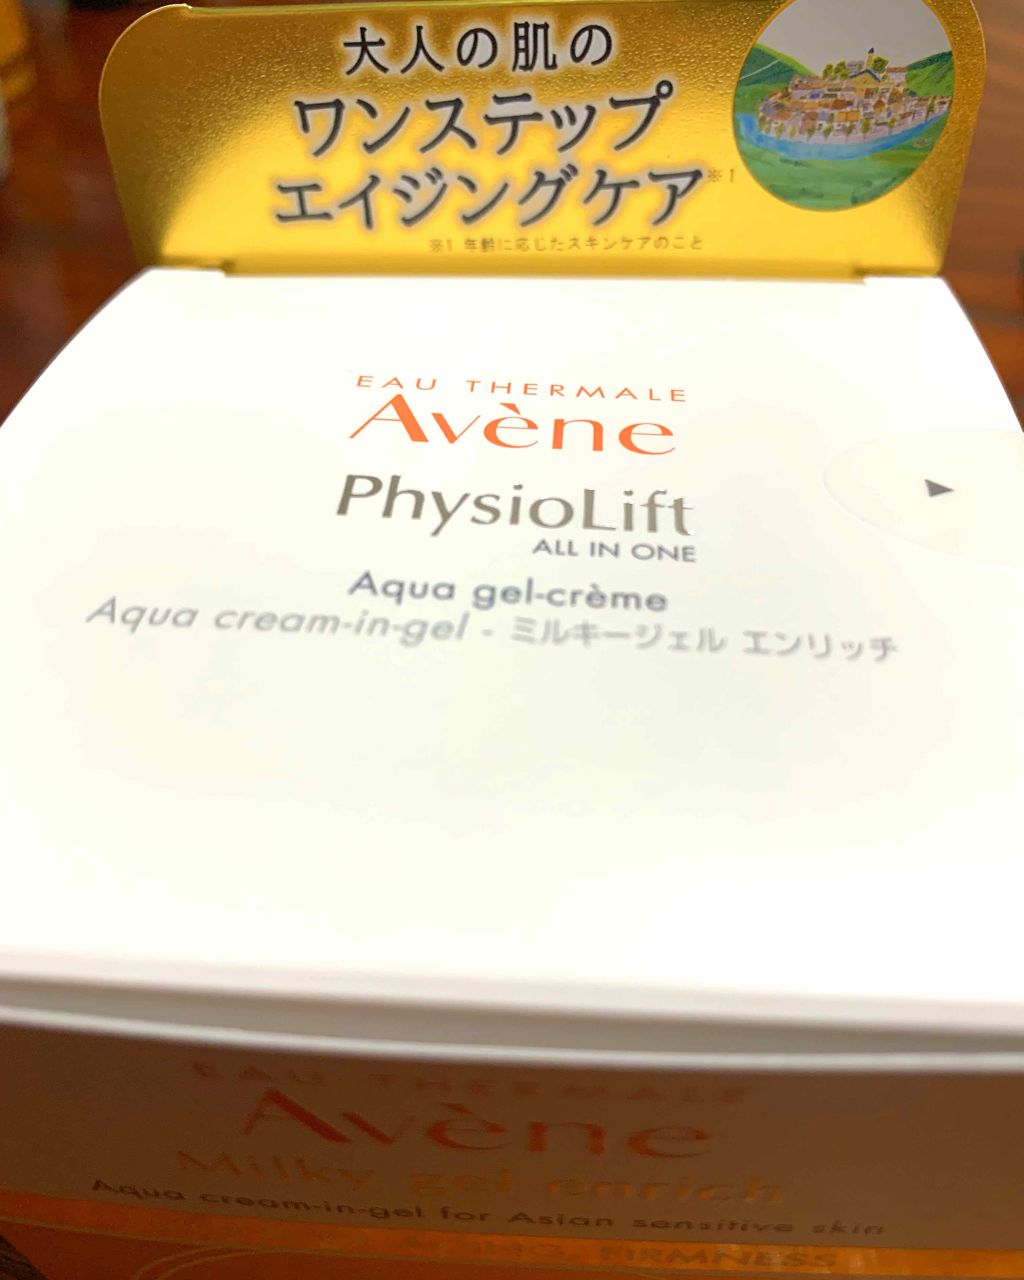 大人の肌の
ワンステップ
エイジングケア※1
※1 年齢に応じたスキンケアのこと
EAU THERMALE
Avène
PhysioLift
ALL IN ONE
Aqua gel-crème
Aqua cream-in-gel - ミルキージェル エンリッチ
EAU THERMALE
Avène
Milky gel enrich
Aqua cream-in-gel for Asian sensitive skin
FIRMNESS